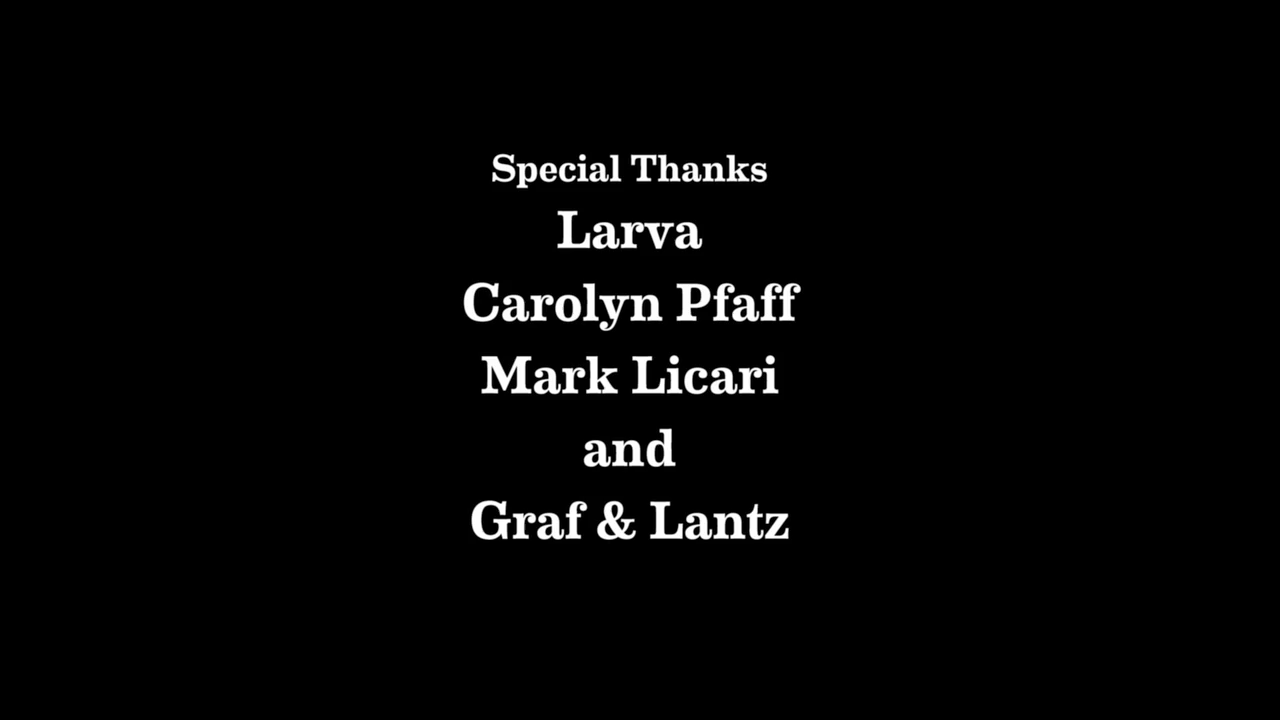 Special Thanks
Larva
Carolyn Pfaff
Mark Licari
and
Graf & Lantz